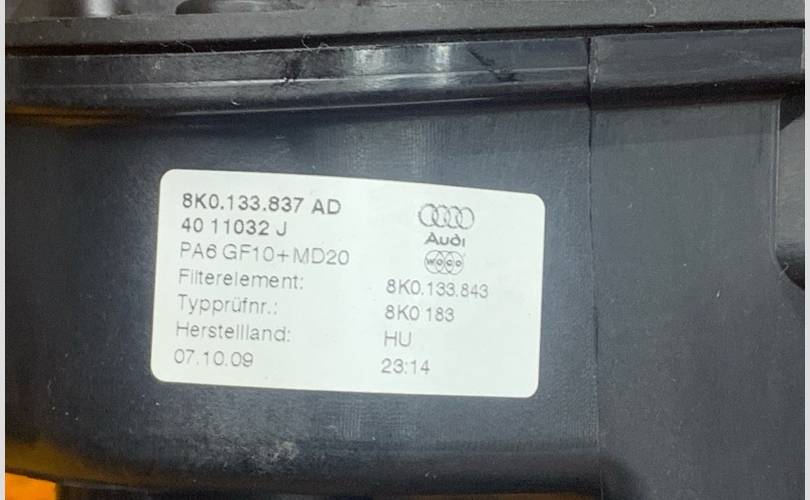 8K0.133.837 AD
40 11032 J
PA6 GF10+MD20
Audi
woco
Filterelement: 8K0.133.843
Typprüfnr.: 8K0 183
Herstellland: HU
07.10.09 23:14